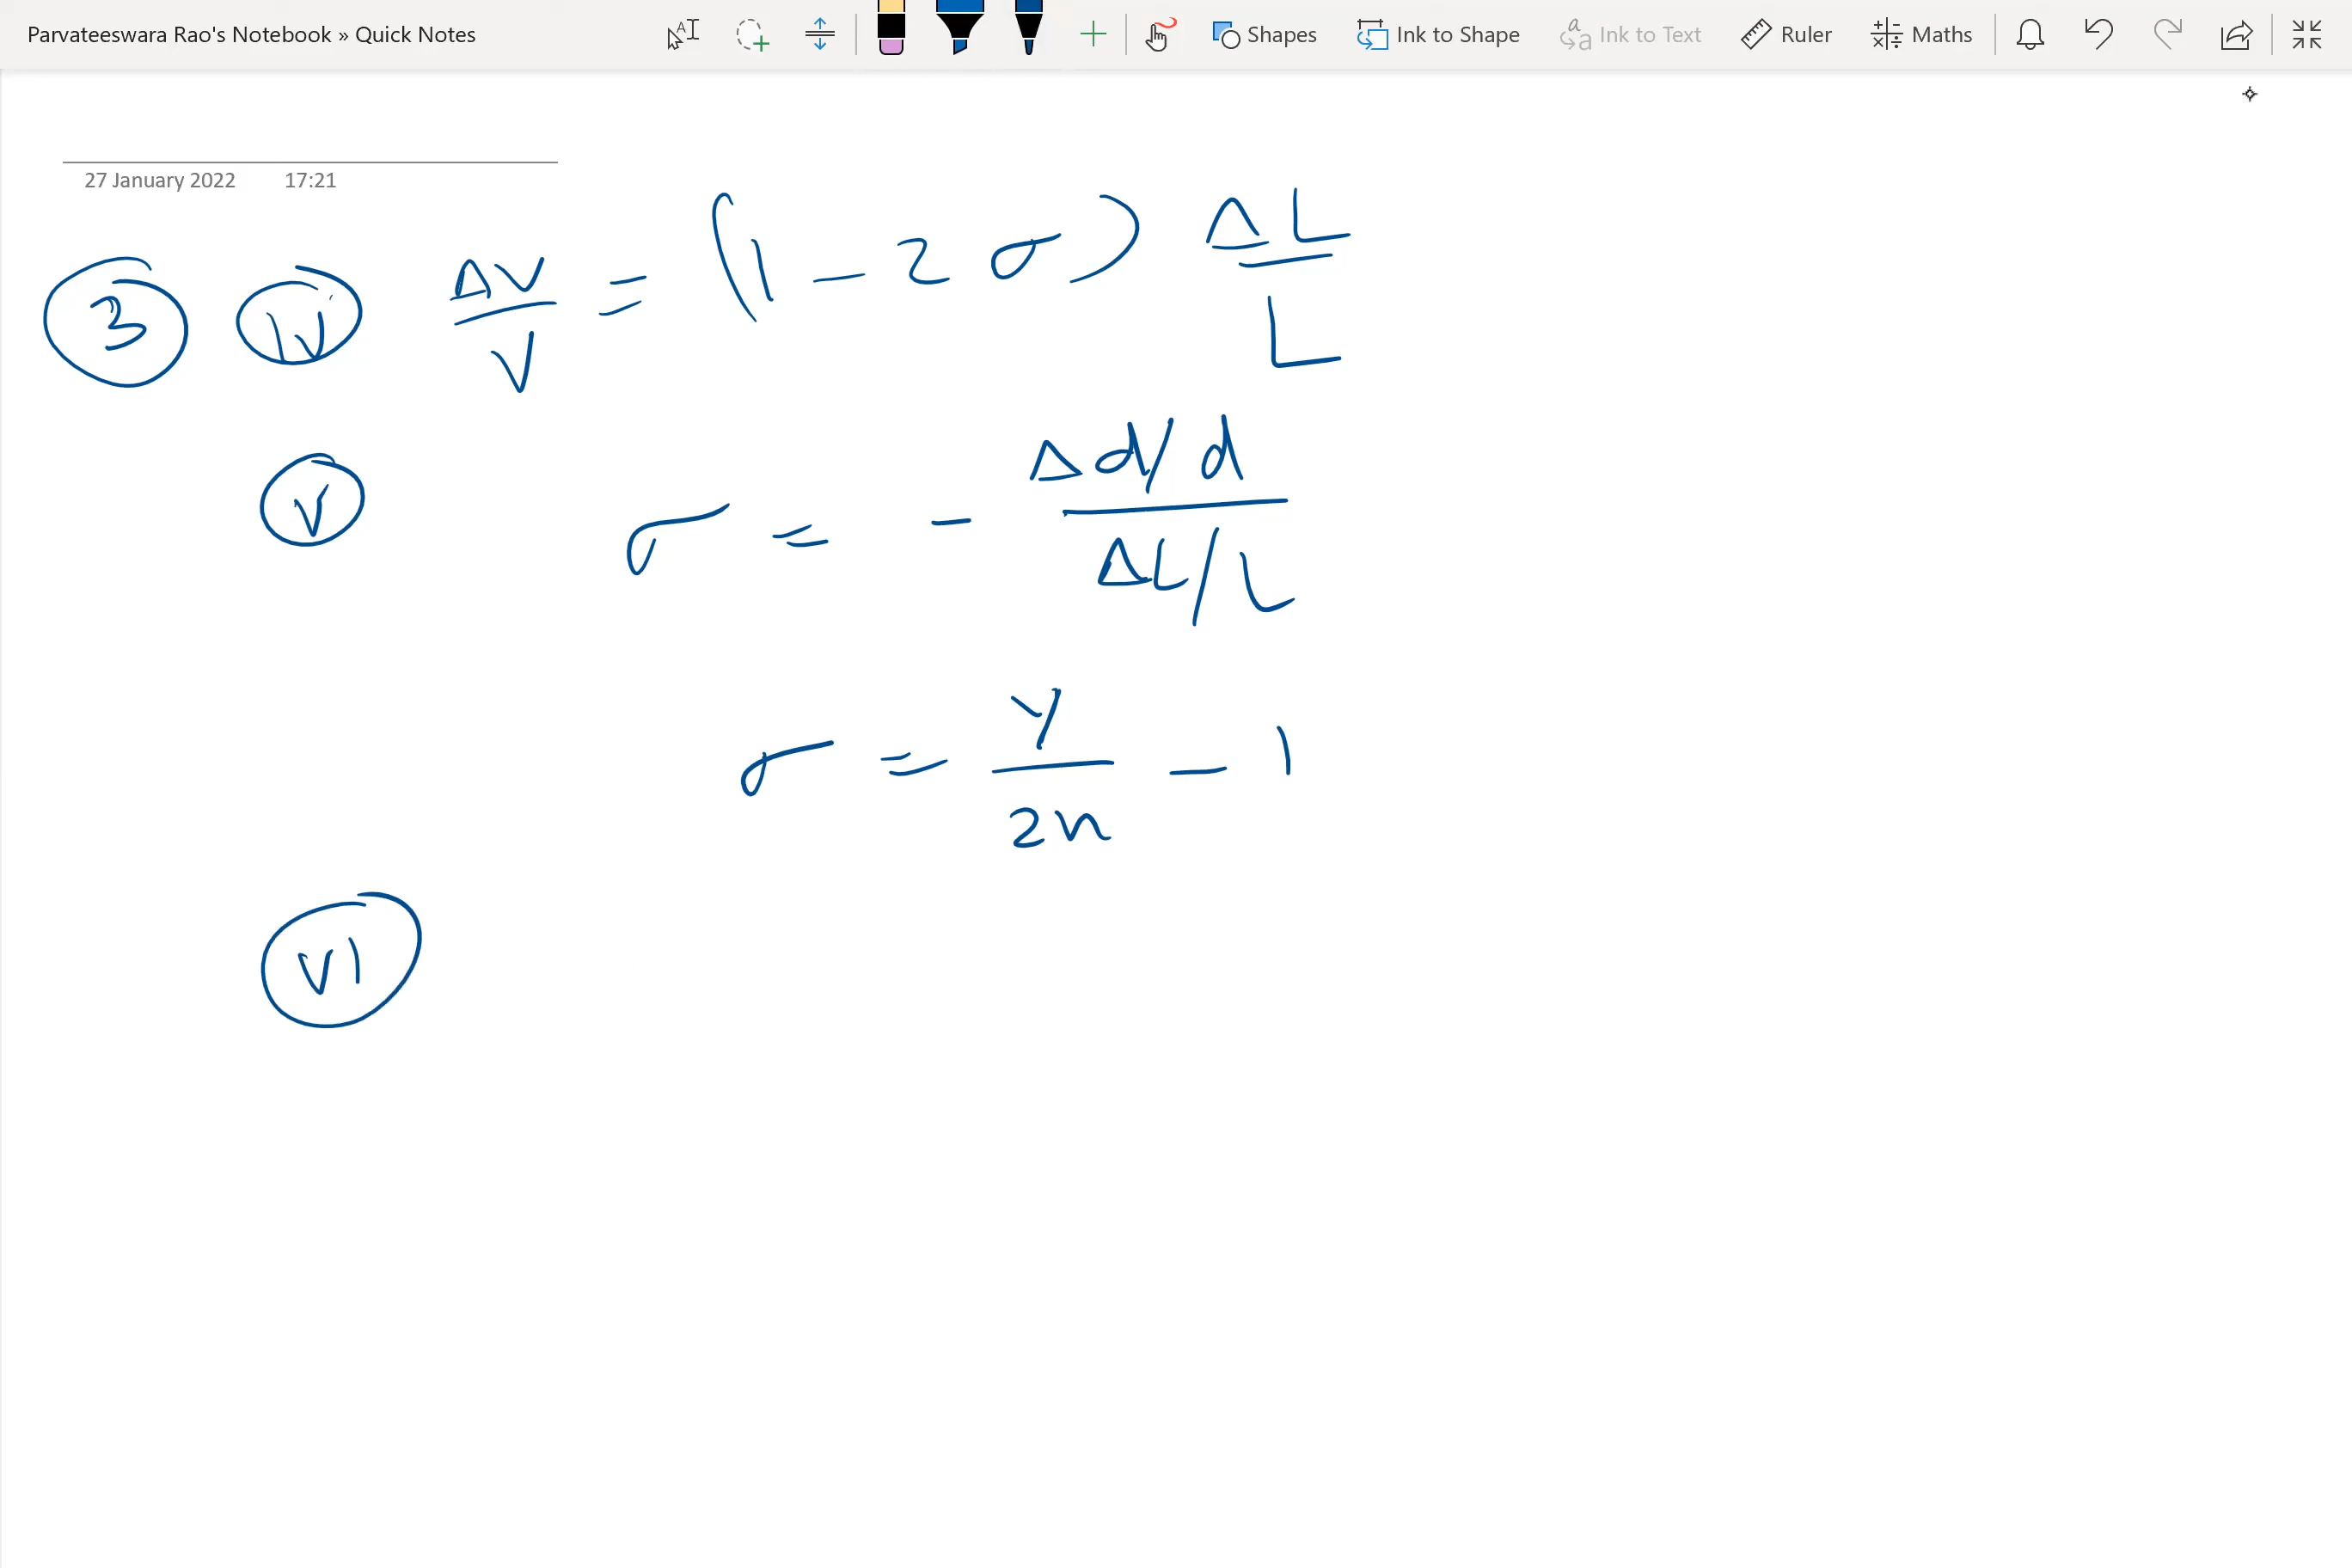 Parvateeswara Rao's Notebook » Quick Notes
Shapes Ink to Shape Ink to Text Ruler Maths
27 January 2022 17:21
3 iv ΔV/V = (1 - 2σ) ΔL/L
V σ = - (Δd/d)/(ΔL/L)
σ = Y/2n - 1
VI